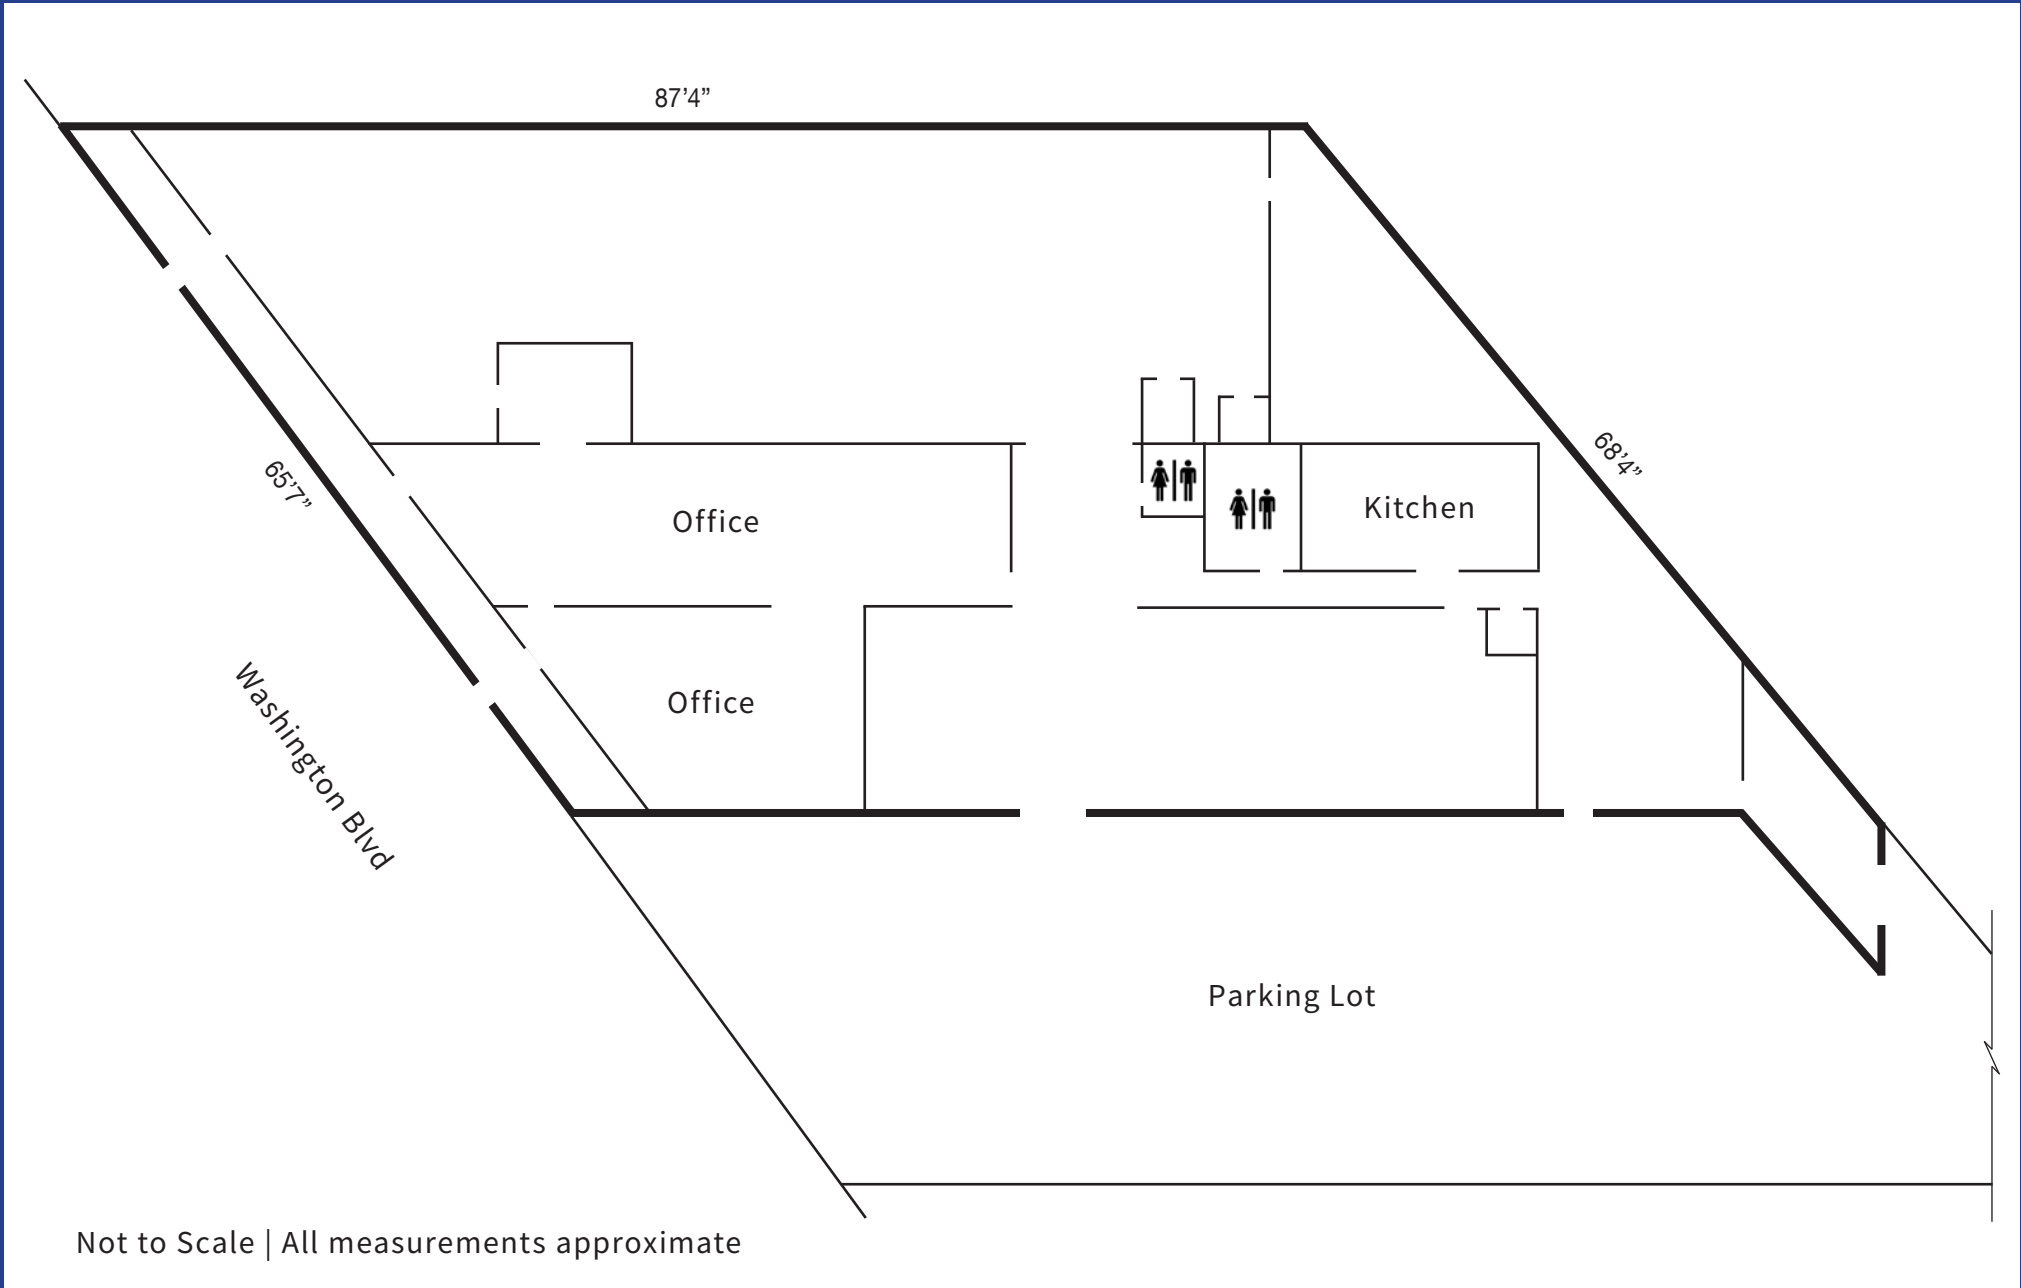 87’4”
68’4”
65’7”
Office
Kitchen
Office
Washington Blvd
Parking Lot
Not to Scale | All measurements approximate